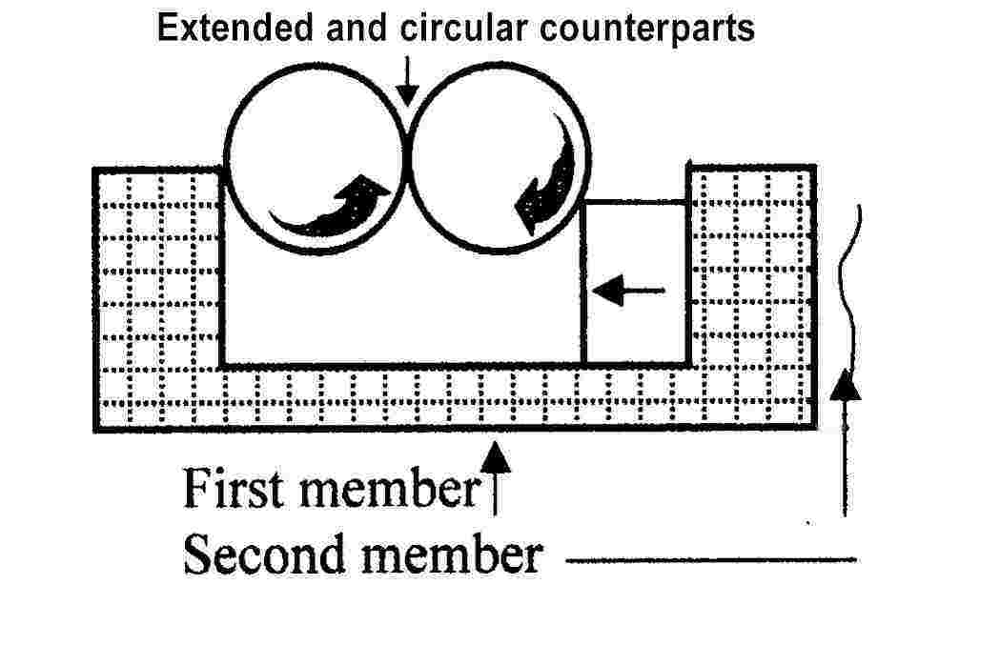 Extended and circular counterparts
First member
Second member